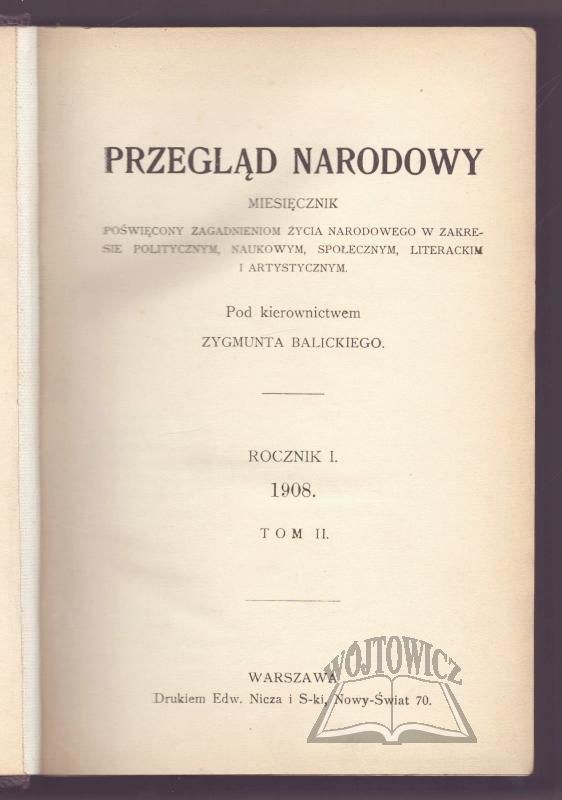 PRZEGLĄD NARODOWY
MIESIĘCZNIK
POŚWIĘCONY ZAGADNIENIOM ŻYCIA NARODOWEGO W ZAKRE-
SIE POLITYCZNYM, NAUKOWYM, SPOŁECZNYM, LITERACKIM
I ARTYSTYCZNYM.
Pod kierownictwem
ZYGMUNTA BALICKIEGO.
ROCZNIK I.
1908.
TOM II.
WÓJTOWICZ
WARSZAWA
Drukiem Edw. Nicza i S-ki, Nowy-Świat 70.